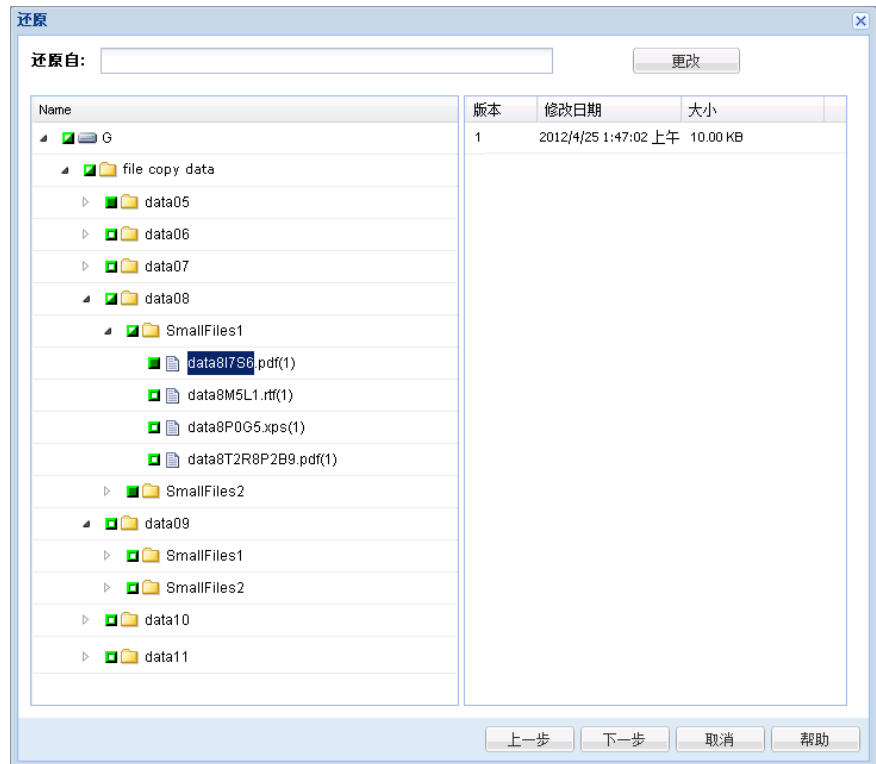 还原
还原自:
更改
Name
版本 修改日期 大小
G
1 2012/4/25 1:47:02 上午 10.00 KB
file copy data
data05
data06
data07
data08
SmallFiles1
data8I7S6.pdf(1)
data8M5L1.rtf(1)
data8P0G5.xps(1)
data8T2R8P2B9.pdf(1)
SmallFiles2
data09
SmallFiles1
SmallFiles2
data10
data11
上一步 下一步 取消 帮助